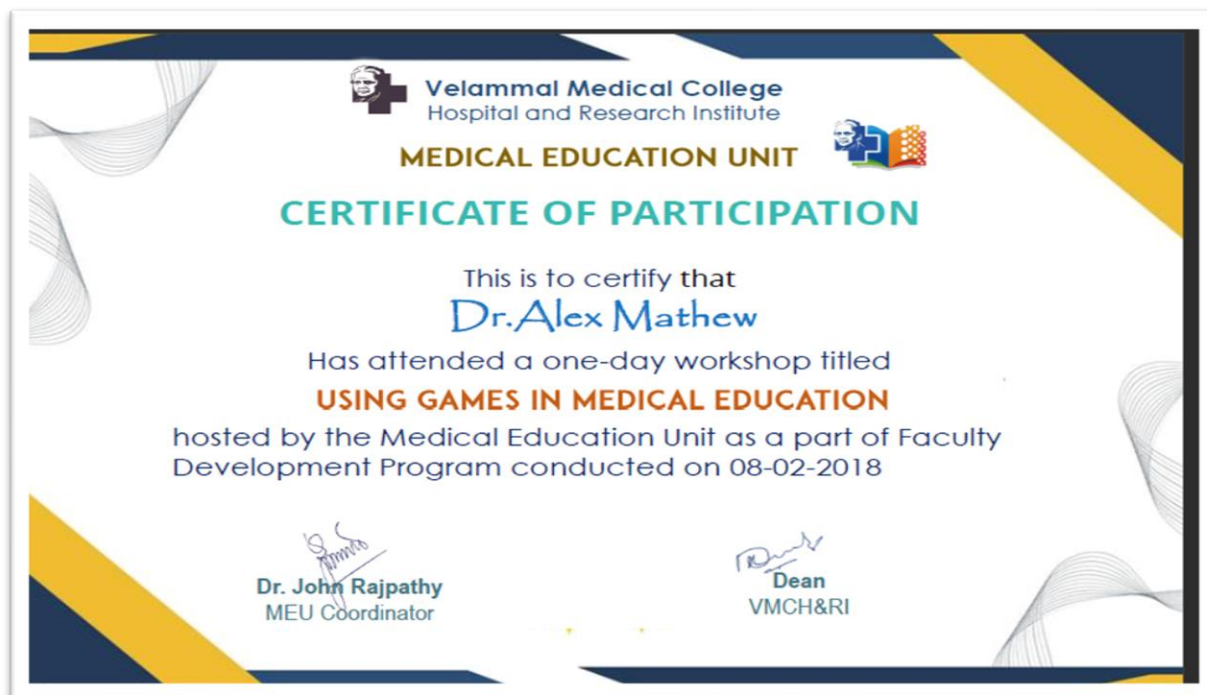 Velammal Medical College
Hospital and Research Institute
MEDICAL EDUCATION UNIT
CERTIFICATE OF PARTICIPATION
This is to certify that
Dr.Alex Mathew
Has attended a one-day workshop titled
USING GAMES IN MEDICAL EDUCATION
hosted by the Medical Education Unit as a part of Faculty
Development Program conducted on 08-02-2018
Dr. John Rajpathy
MEU Coordinator
Dean
VMCH&RI